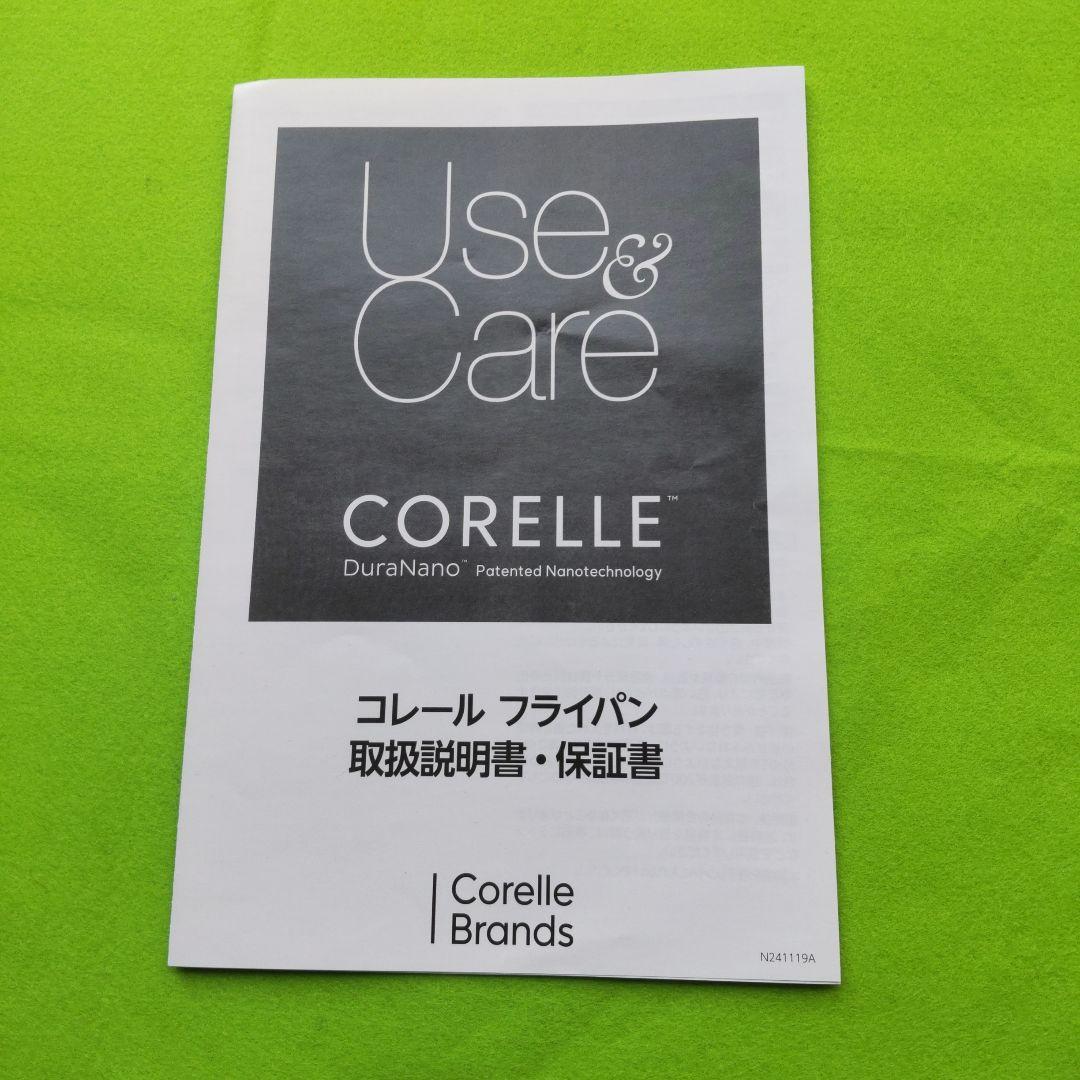 Use &
Care
CORELLE™
DuraNano™ Patented Nanotechnology
コレール フライパン
取扱説明書・保証書
Corelle
Brands
N241119A